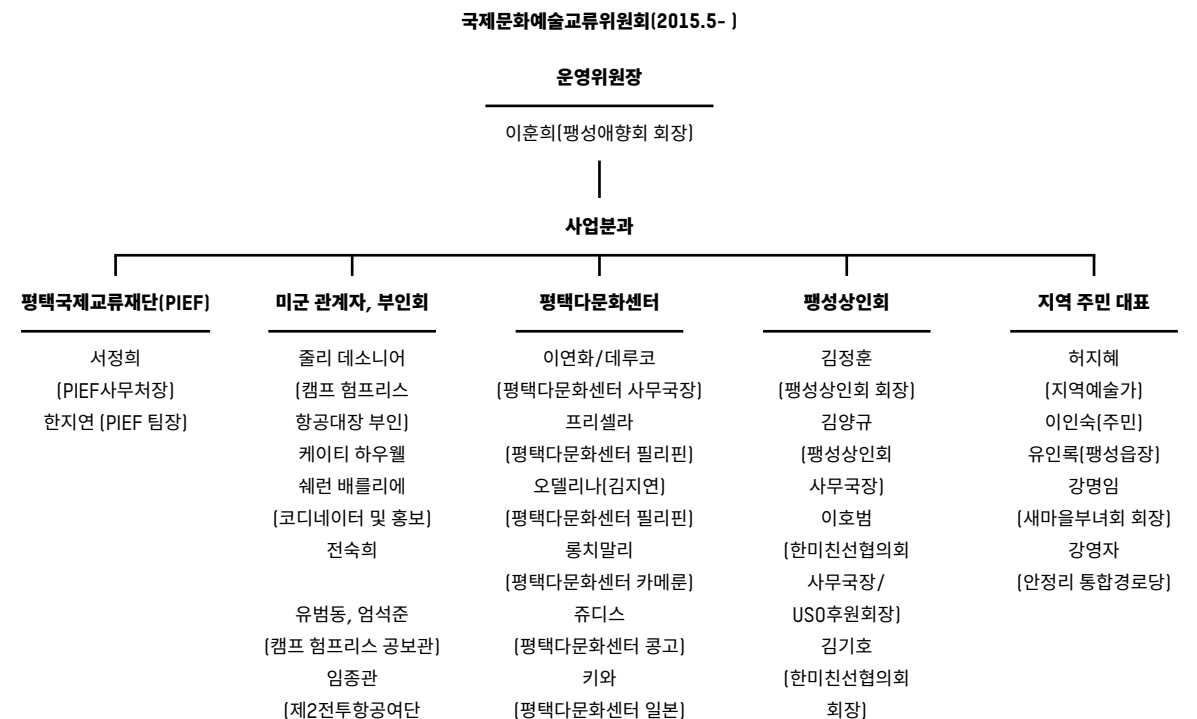 국제문화예술교류위원회(2015.5- )
운영위원장
이훈희(팽성애향회 회장)
사업분과
평택국제교류재단(PIEF)
서정희
(PIEF사무처장)
한지연 (PIEF 팀장)
미군 관계자, 부인회
줄리 데소니어
(캠프 험프리스
항공대장 부인)
케이티 하우웰
쉐런 배를리에
(코디네이터 및 홍보)
전숙희
유범동, 엄석준
(캠프 험프리스 공보관)
임종관
(제2전투항공여단
평택다문화센터
이연화/데루코
(평택다문화센터 사무국장)
프리셀라
(평택다문화센터 필리핀)
오델리나(김지연)
(평택다문화센터 필리핀)
롱치말리
(평택다문화센터 카메룬)
쥬디스
(평택다문화센터 콩고)
키와
(평택다문화센터 일본)
팽성상인회
김정훈
(팽성상인회 회장)
김양규
(팽성상인회
사무국장)
이호범
(한미친선협의회
사무국장/
USO후원회장)
김기호
(한미친선협의회
회장)
지역 주민 대표
허지혜
(지역예술가)
이인숙(주민)
유인록(팽성읍장)
강명임
(새마을부녀회 회장)
강영자
(안정리 통합경로당)